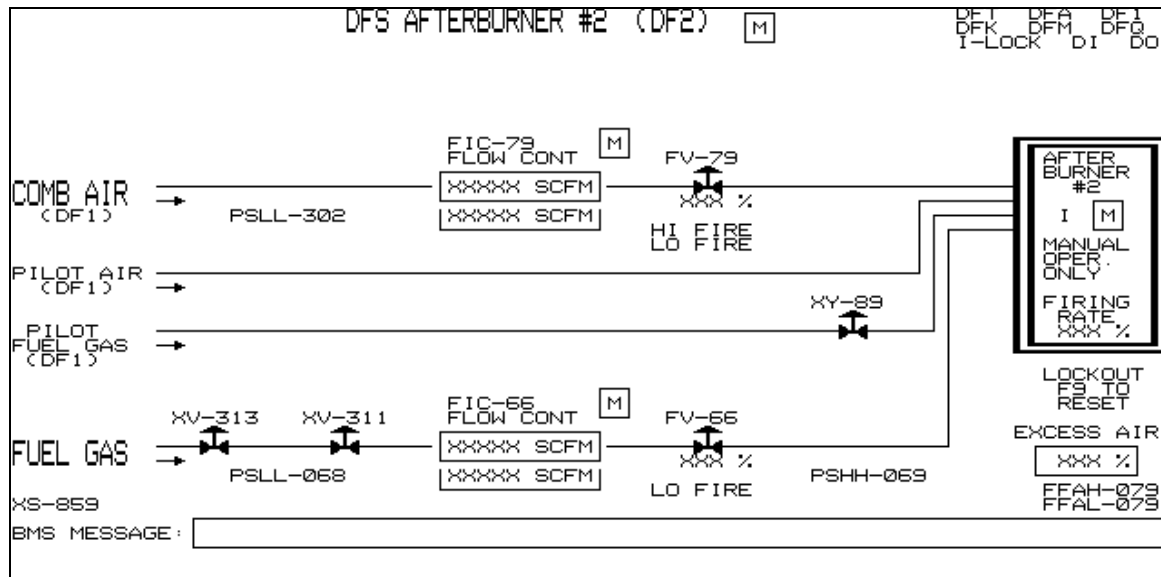 DFS AFTERBURNER #2 (DF2) M
DFT DFA DF1
DFK DFM DFQ
I-LOCK DI DO
FIC-79
FLOW CONT M
FV-79
COMB AIR
(DF1)
PSLL-302
XXXXX SCFM
XXXXX SCFM
XXX %
HI FIRE
LO FIRE
AFTER
BURNER
#2
I M
MANUAL
OPER.
ONLY
FIRING
RATE
XXX %
PILOT AIR
(DF1)
XY-89
PILOT
FUEL GAS
(DF1)
LOCKOUT
F9 TO
RESET
XV-313
XV-311
FIC-66
FLOW CONT M
FV-66
FUEL GAS
PSLL-068
XXXXX SCFM
XXXXX SCFM
XXX %
LO FIRE
PSHH-069
EXCESS AIR
XXX %
FFAH-079
FFAL-079
XS-859
BMS MESSAGE: